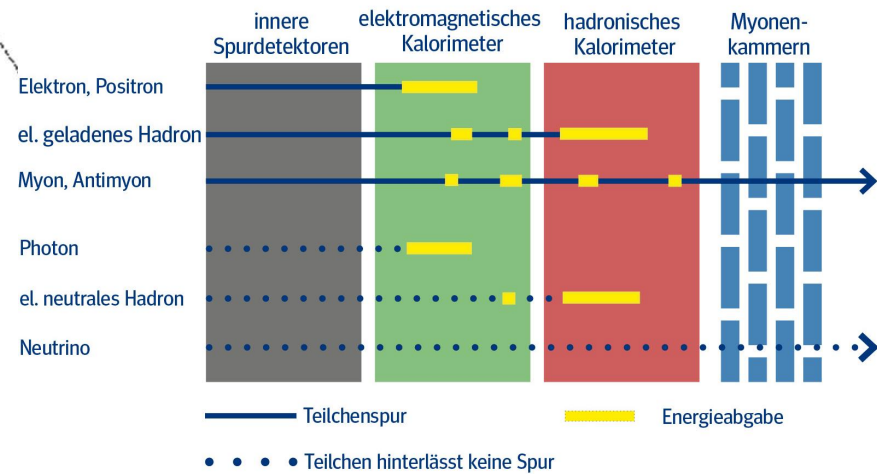 innere
Spurdetektoren
elektromagnetisches
Kalorimeter
hadronisches
Kalorimeter
Myonen-
kammern
Elektron, Positron
el. geladenes Hadron
Myon, Antimyon
Photon
el. neutrales Hadron
Neutrino
Teilchenspur
Energieabgabe
Teilchen hinterlässt keine Spur